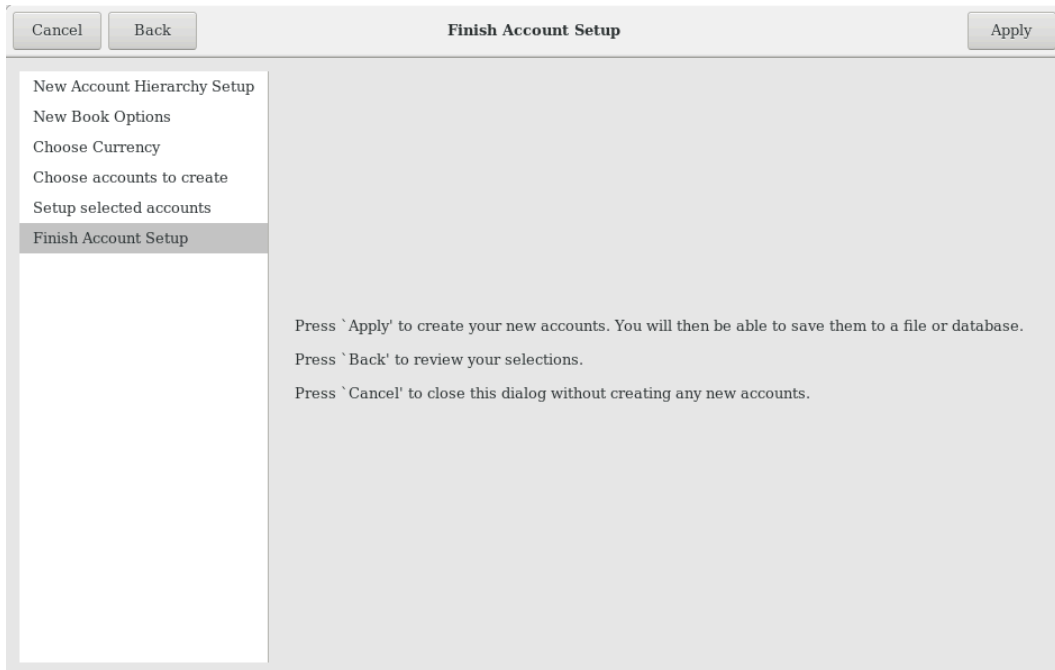 Cancel
Back
Finish Account Setup
Apply
New Account Hierarchy Setup
New Book Options
Choose Currency
Choose accounts to create
Setup selected accounts
Finish Account Setup
Press `Apply' to create your new accounts. You will then be able to save them to a file or database.
Press `Back' to review your selections.
Press `Cancel' to close this dialog without creating any new accounts.